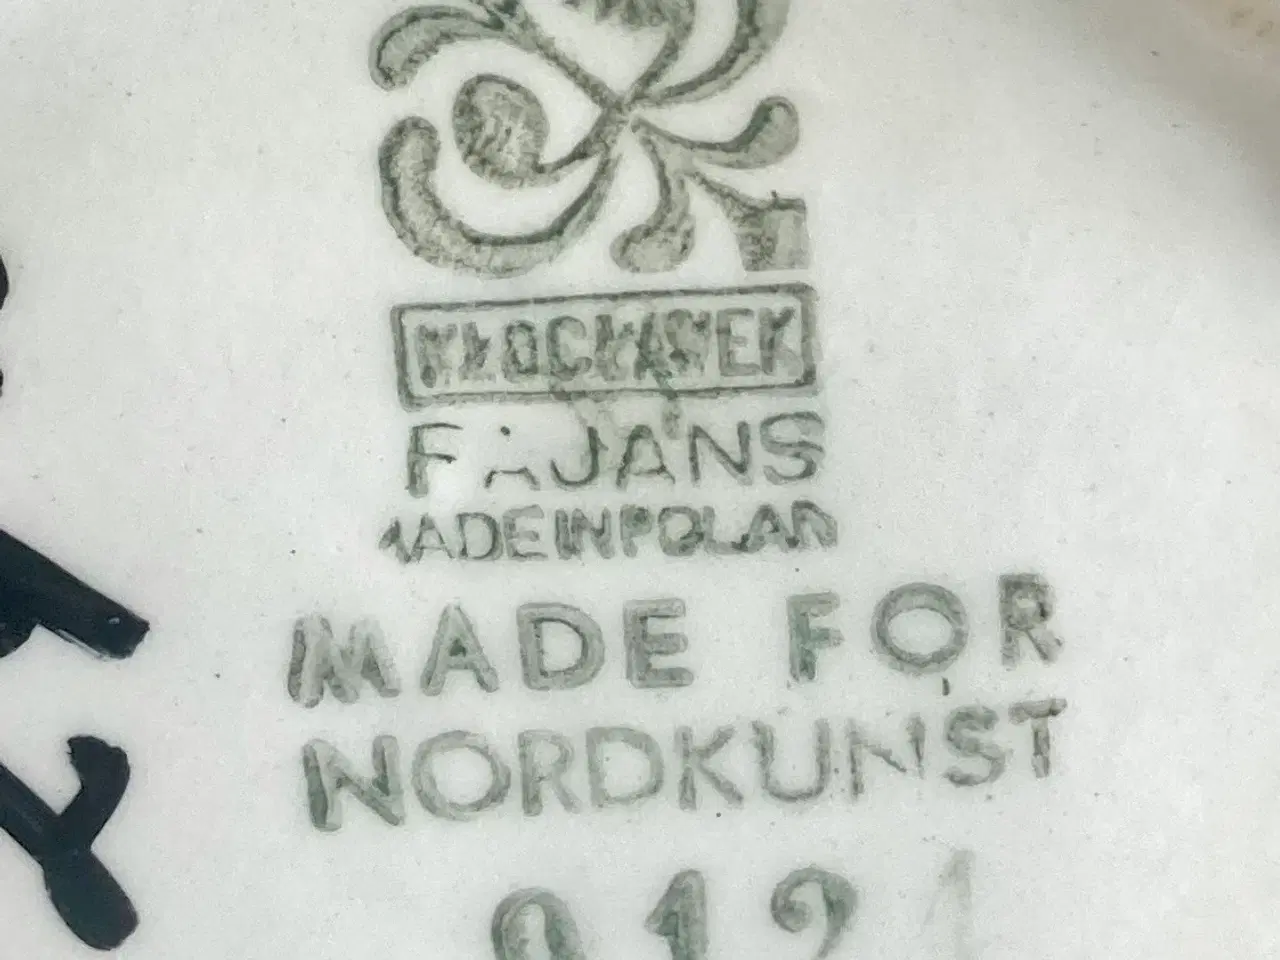 WŁOCŁAWEK
FAJANS
MADE IN POLAND
MADE FOR
NORDKUNST